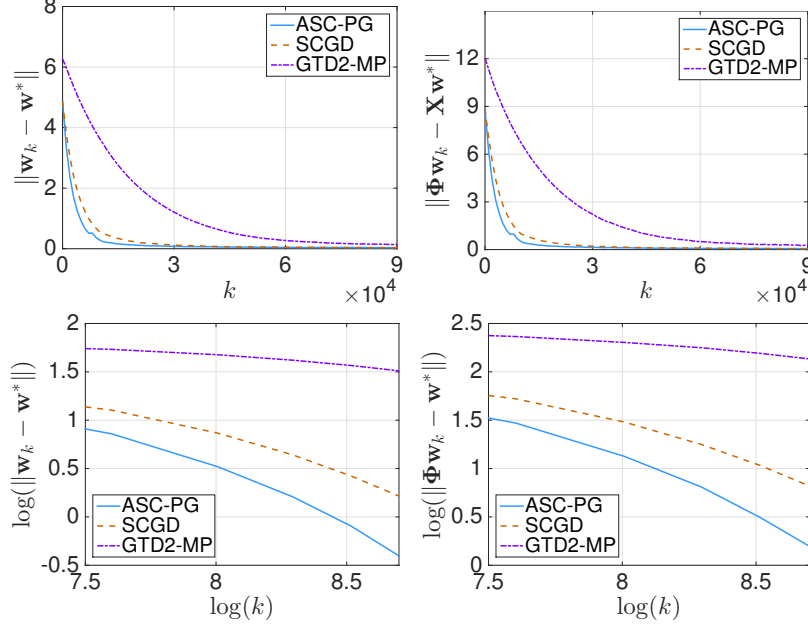 8
6
4
2
0
‖w_k − w*‖
ASC-PG
SCGD
GTD2-MP
0
3
6
9
k
×10^4
12
9
6
3
0
‖Φw_k − Xw*‖
ASC-PG
SCGD
GTD2-MP
0
3
6
9
k
×10^4
2
1.5
1
0.5
0
-0.5
log(‖w_k − w*‖)
ASC-PG
SCGD
GTD2-MP
7.5
8
8.5
log(k)
2.5
2
1.5
1
0.5
0
log(‖Φw_k − w*‖)
ASC-PG
SCGD
GTD2-MP
7.5
8
8.5
log(k)